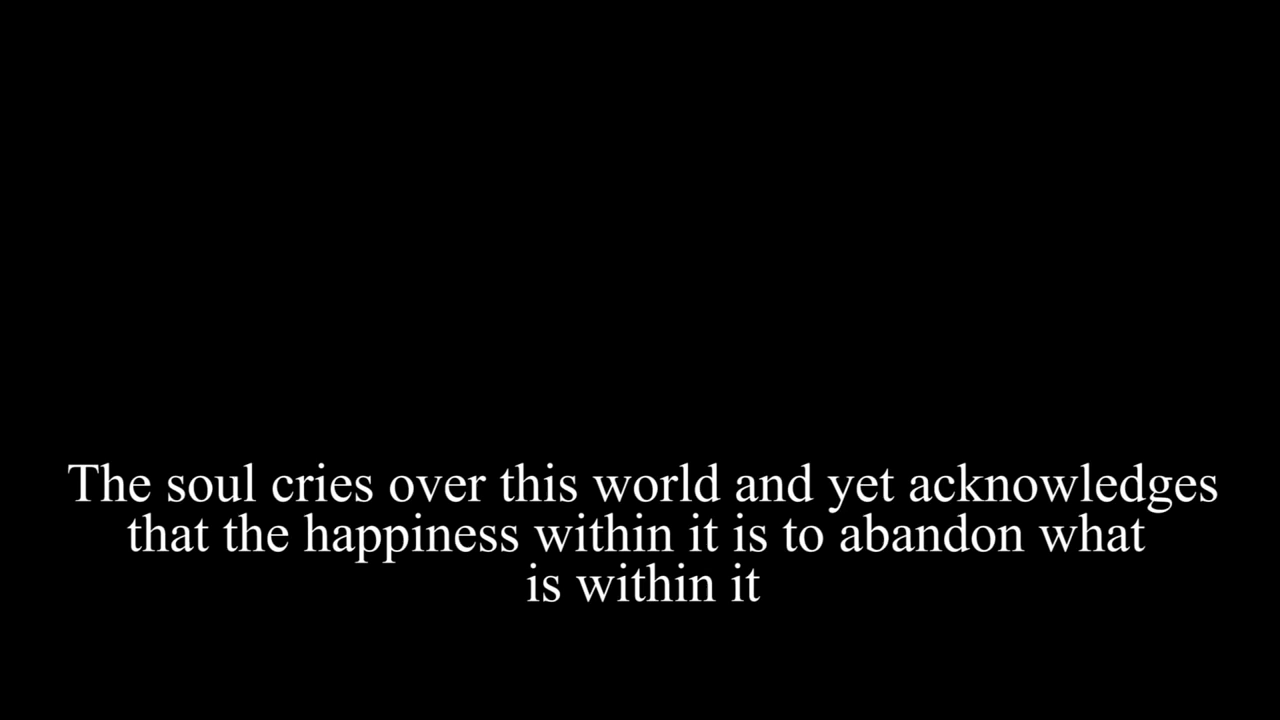 The soul cries over this world and yet acknowledges
that the happiness within it is to abandon what
is within it